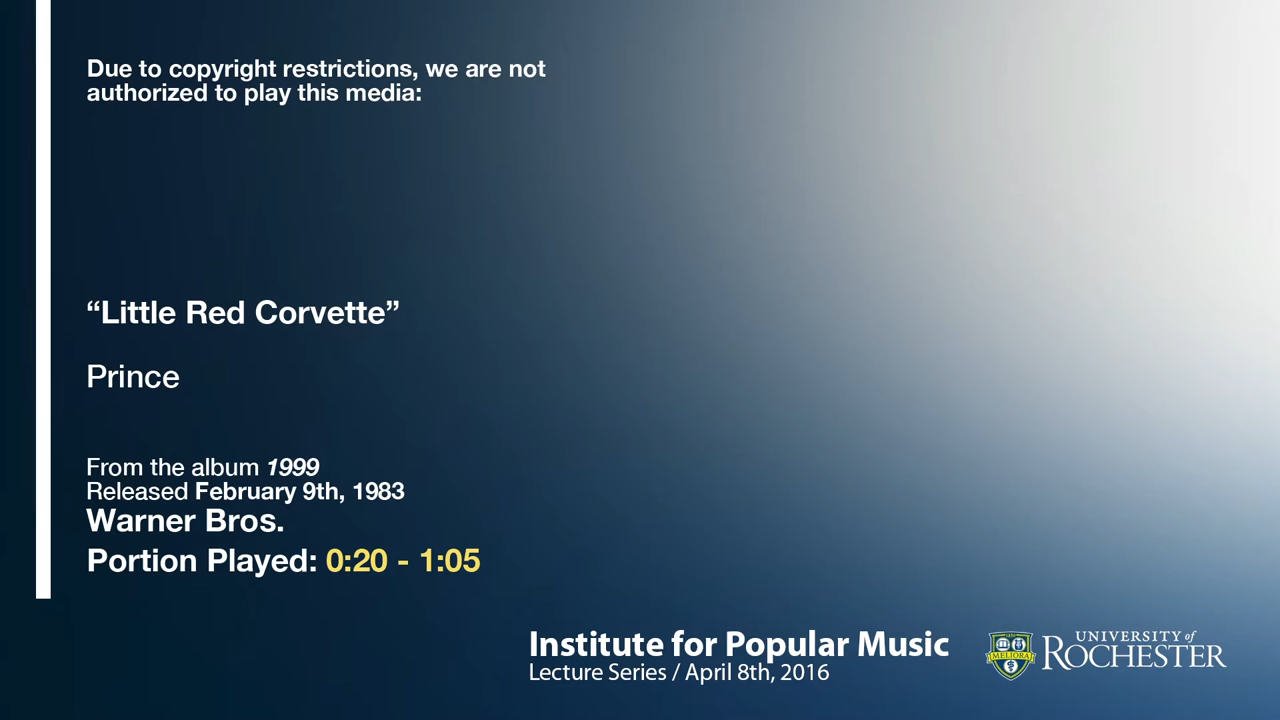 Due to copyright restrictions, we are not
authorized to play this media:
“Little Red Corvette”
Prince
From the album 1999
Released February 9th, 1983
Warner Bros.
Portion Played: 0:20 - 1:05
Institute for Popular Music
Lecture Series / April 8th, 2016
MELIORA
UNIVERSITY of
ROCHESTER